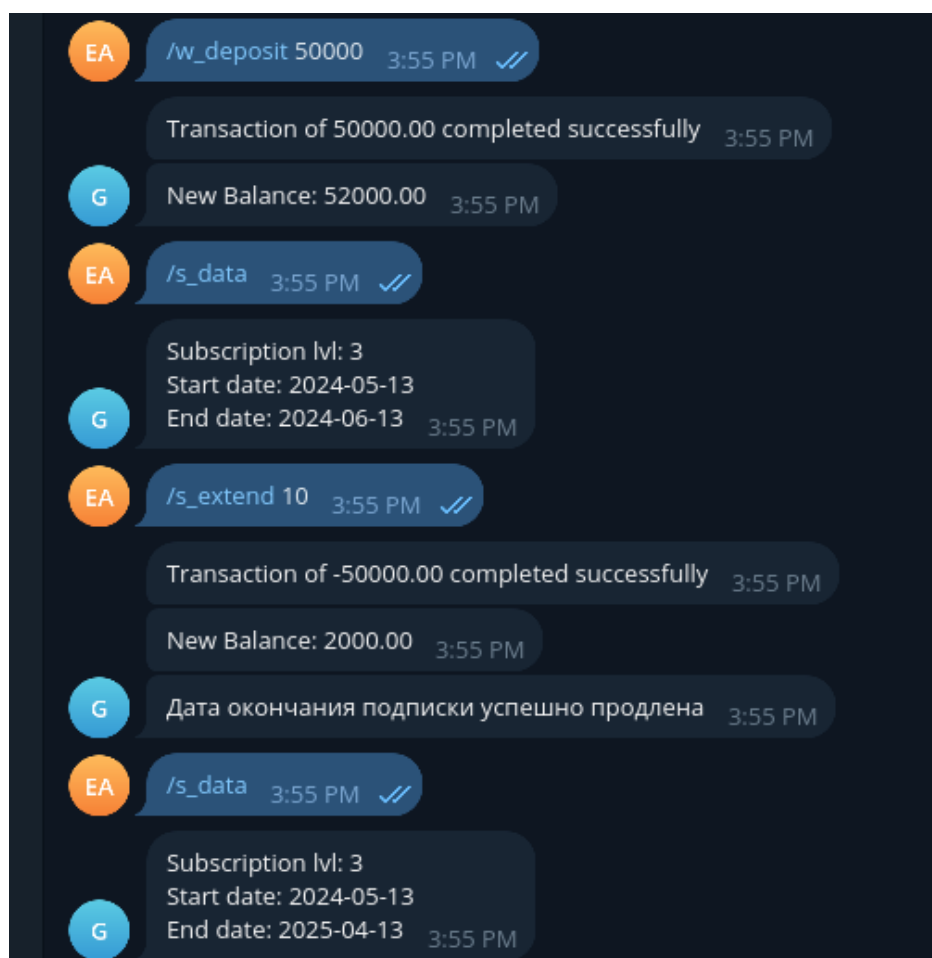 EA
/w_deposit 50000 3:55 PM
Transaction of 50000.00 completed successfully 3:55 PM
G
New Balance: 52000.00 3:55 PM
EA
/s_data 3:55 PM
Subscription lvl: 3
Start date: 2024-05-13
G
End date: 2024-06-13 3:55 PM
EA
/s_extend 10 3:55 PM
Transaction of -50000.00 completed successfully 3:55 PM
New Balance: 2000.00 3:55 PM
G
Дата окончания подписки успешно продлена 3:55 PM
EA
/s_data 3:55 PM
Subscription lvl: 3
Start date: 2024-05-13
G
End date: 2025-04-13 3:55 PM